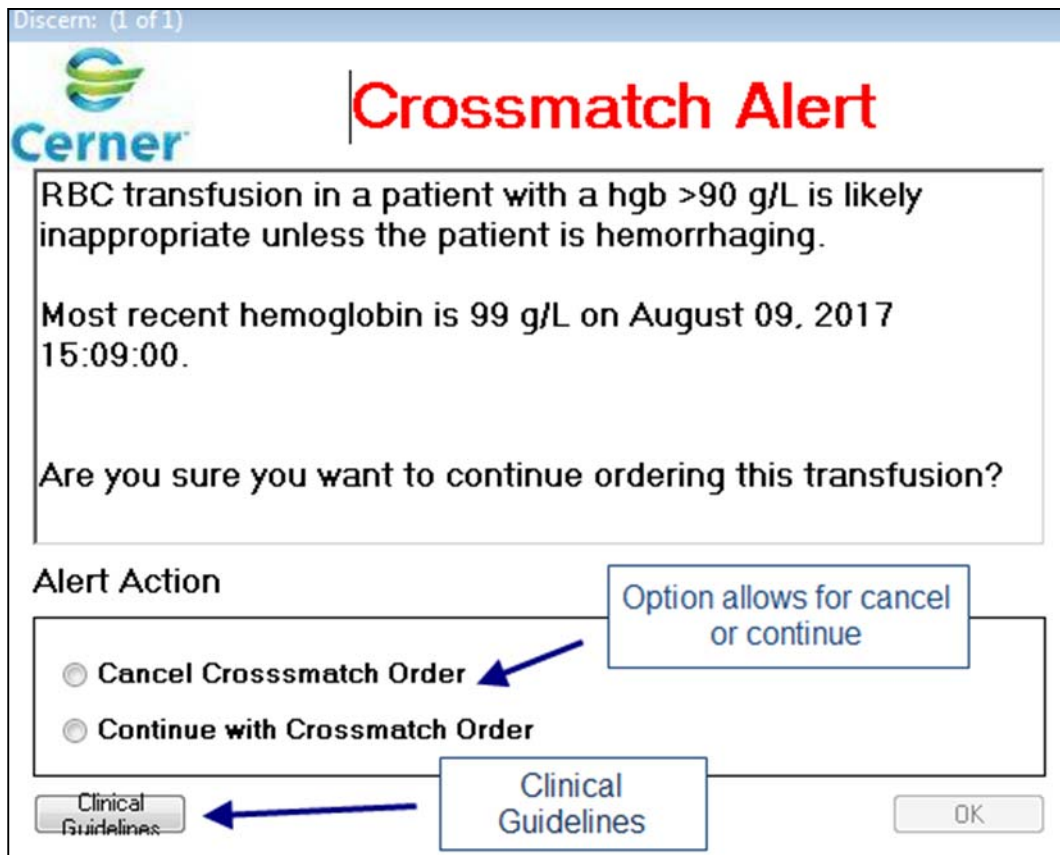 Discern: (1 of 1)
Cerner
Crossmatch Alert
RBC transfusion in a patient with a hgb >90 g/L is likely
inappropriate unless the patient is hemorrhaging.
Most recent hemoglobin is 99 g/L on August 09, 2017
15:09:00.
Are you sure you want to continue ordering this transfusion?
Alert Action
Option allows for cancel
or continue
Cancel Crosssmatch Order
Continue with Crossmatch Order
Clinical
Guidelines
Clinical
Guidelines
OK